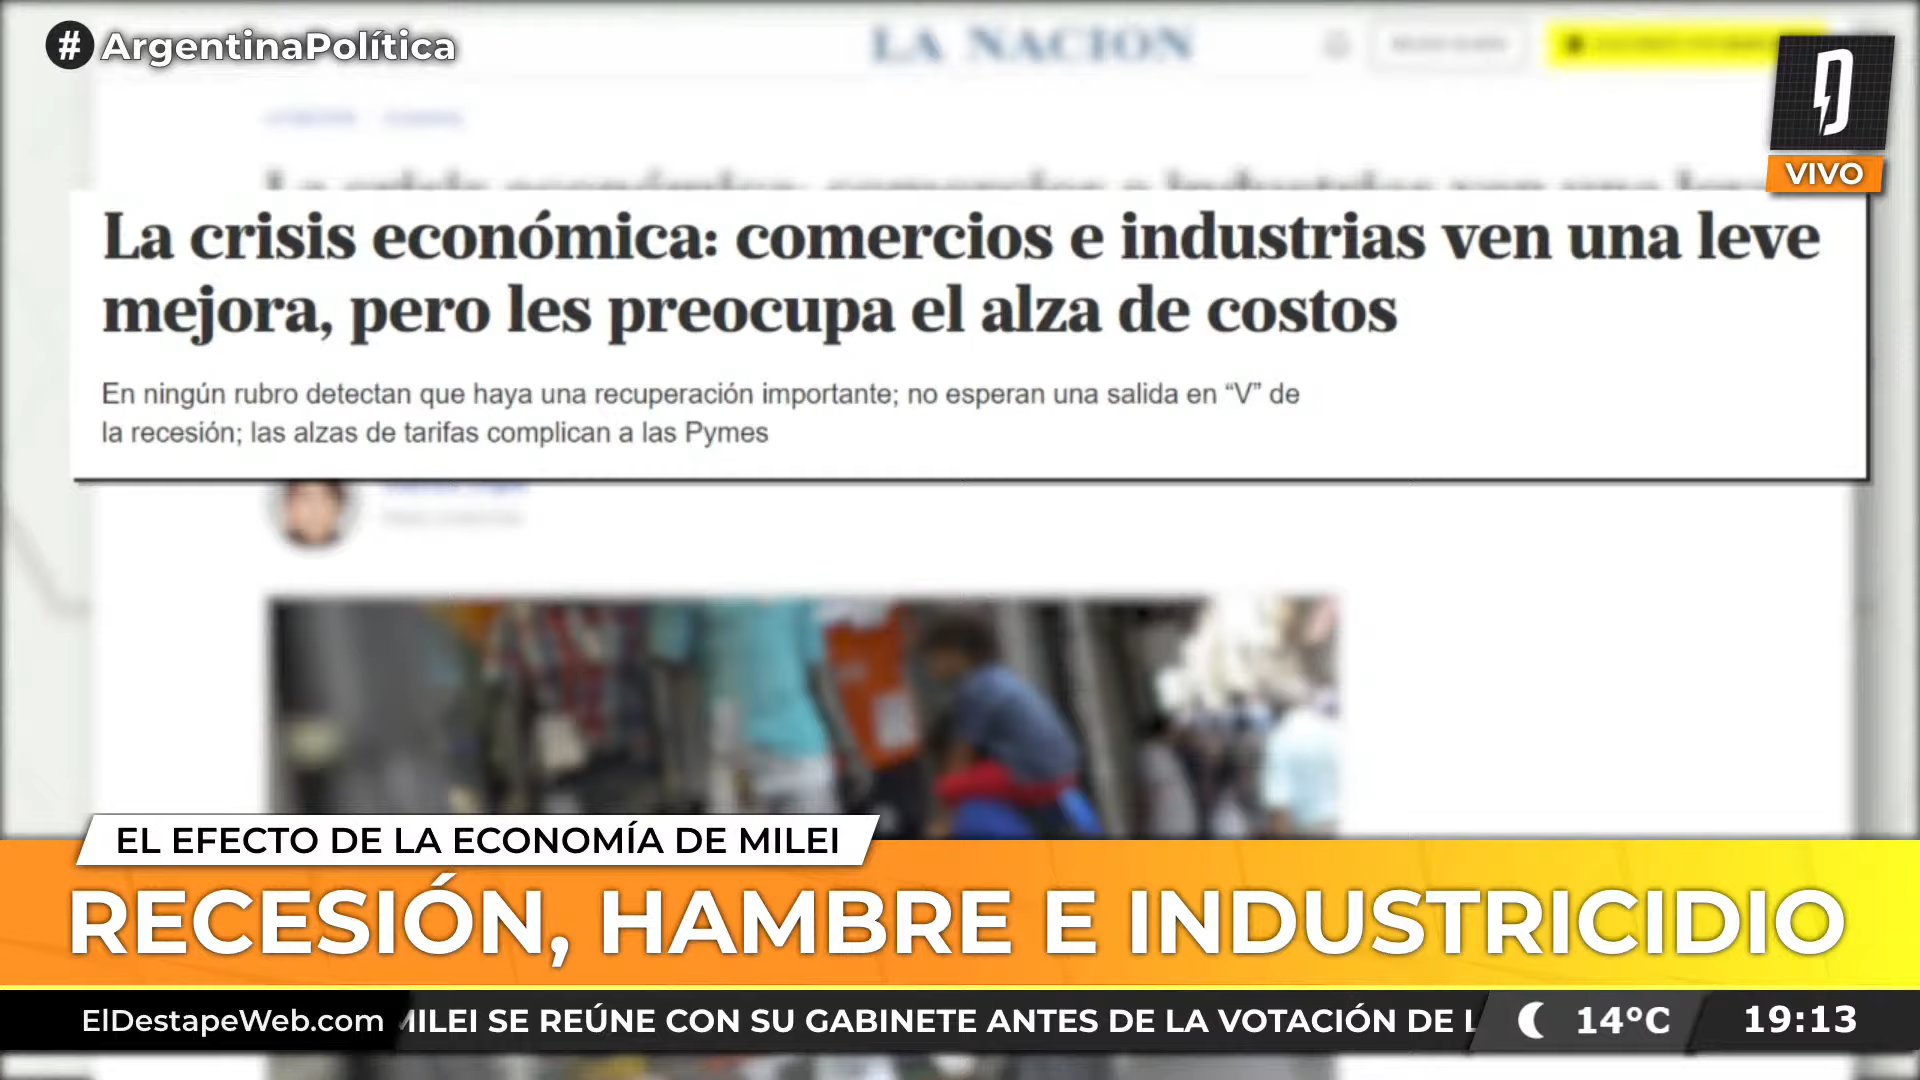 # ArgentinaPolítica
LA NACION
VIVO
La crisis económica: comercios e industrias ven una leve
mejora, pero les preocupa el alza de costos
En ningún rubro detectan que haya una recuperación importante; no esperan una salida en “V” de
la recesión; las alzas de tarifas complican a las Pymes
EL EFECTO DE LA ECONOMÍA DE MILEI
RECESIÓN, HAMBRE E INDUSTRICIDIO
ElDestapeWeb.com
MILEI SE REÚNE CON SU GABINETE ANTES DE LA VOTACIÓN DE L
14°C
19:13